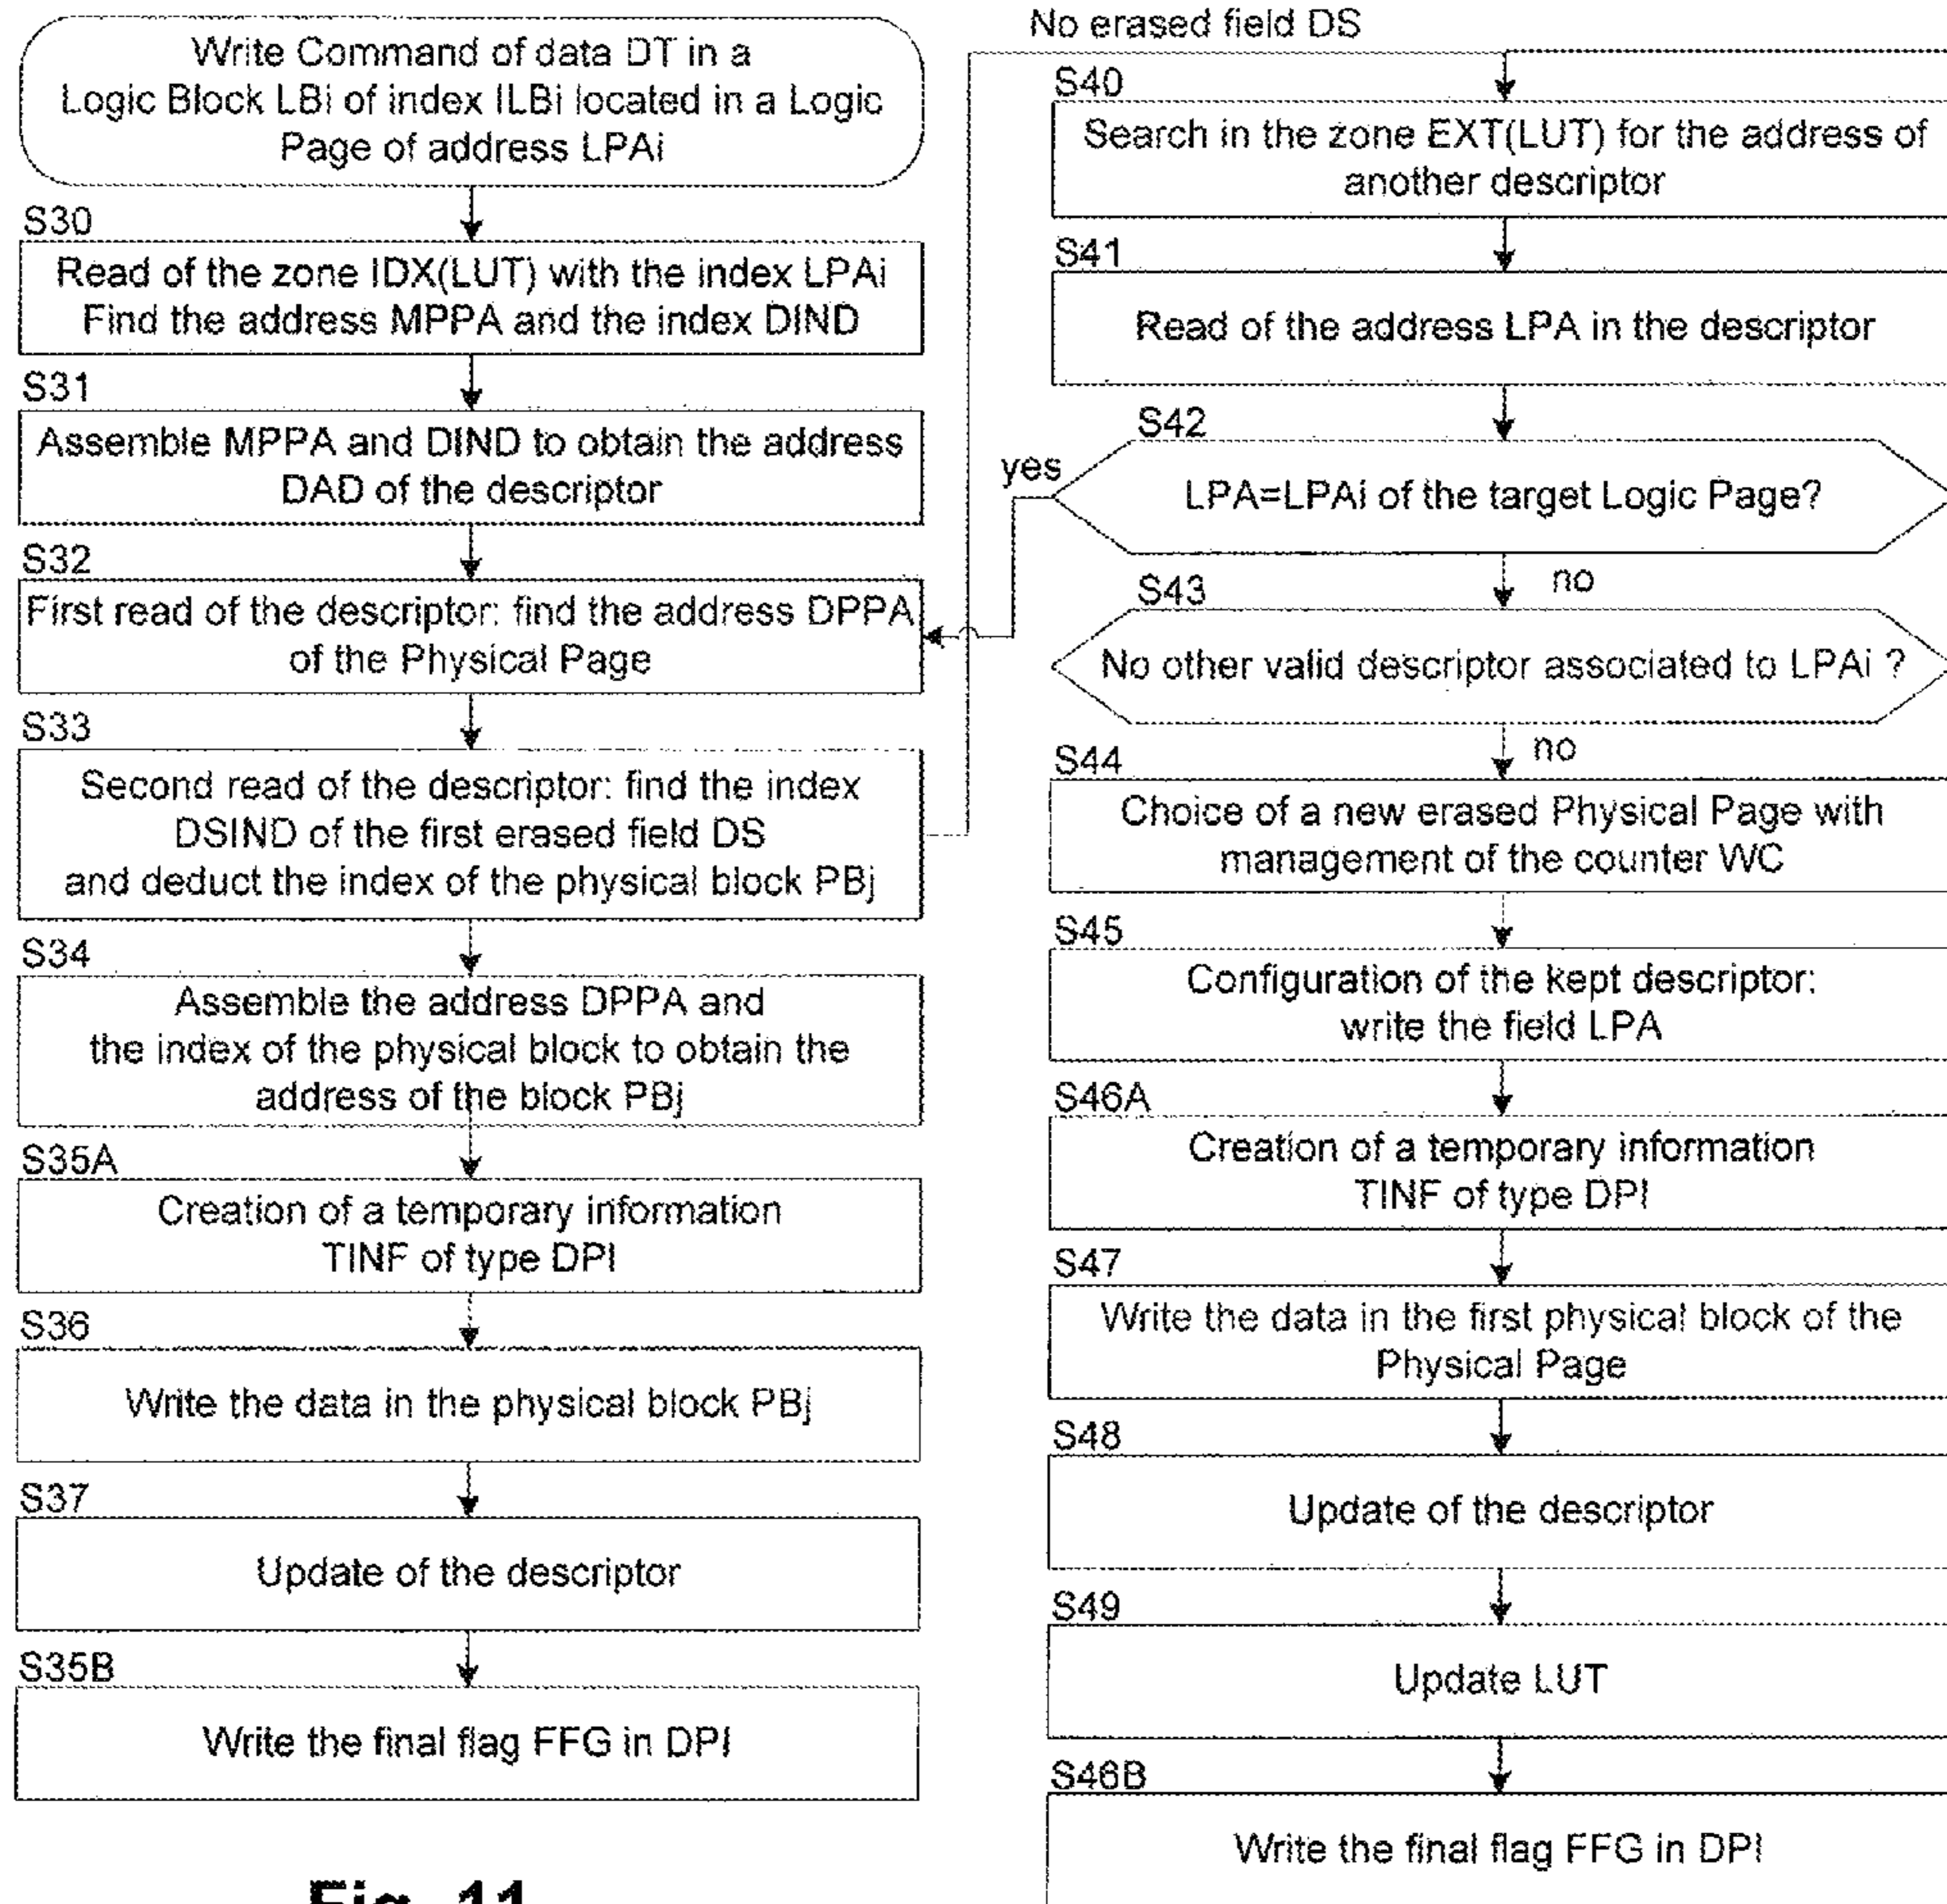 Write Command of data DT in a
Logic Block LBi of index ILBi located in a Logic
Page of address LPAi
S30
Read of the zone IDX(LUT) with the index LPAi
Find the address MPPA and the index DIND
S31
Assemble MPPA and DIND to obtain the address
DAD of the descriptor
S32
First read of the descriptor: find the address DPPA
of the Physical Page
S33
Second read of the descriptor: find the index
DSIND of the first erased field DS
and deduct the index of the physical block PBj
S34
Assemble the address DPPA and
the index of the physical block to obtain the
address of the block PBj
S35A
Creation of a temporary information
TINF of type DPI
S36
Write the data in the physical block PBj
S37
Update of the descriptor
S35B
Write the final flag FFG in DPI
No erased field DS
S40
Search in the zone EXT(LUT) for the address of
another descriptor
S41
Read of the address LPA in the descriptor
S42
yes
LPA=LPAi of the target Logic Page?
no
S43
No other valid descriptor associated to LPAi ?
no
S44
Choice of a new erased Physical Page with
management of the counter WC
S45
Configuration of the kept descriptor:
write the field LPA
S46A
Creation of a temporary information
TINF of type DPI
S47
Write the data in the first physical block of the
Physical Page
S48
Update of the descriptor
S49
Update LUT
S46B
Write the final flag FFG in DPI
Fig. 11